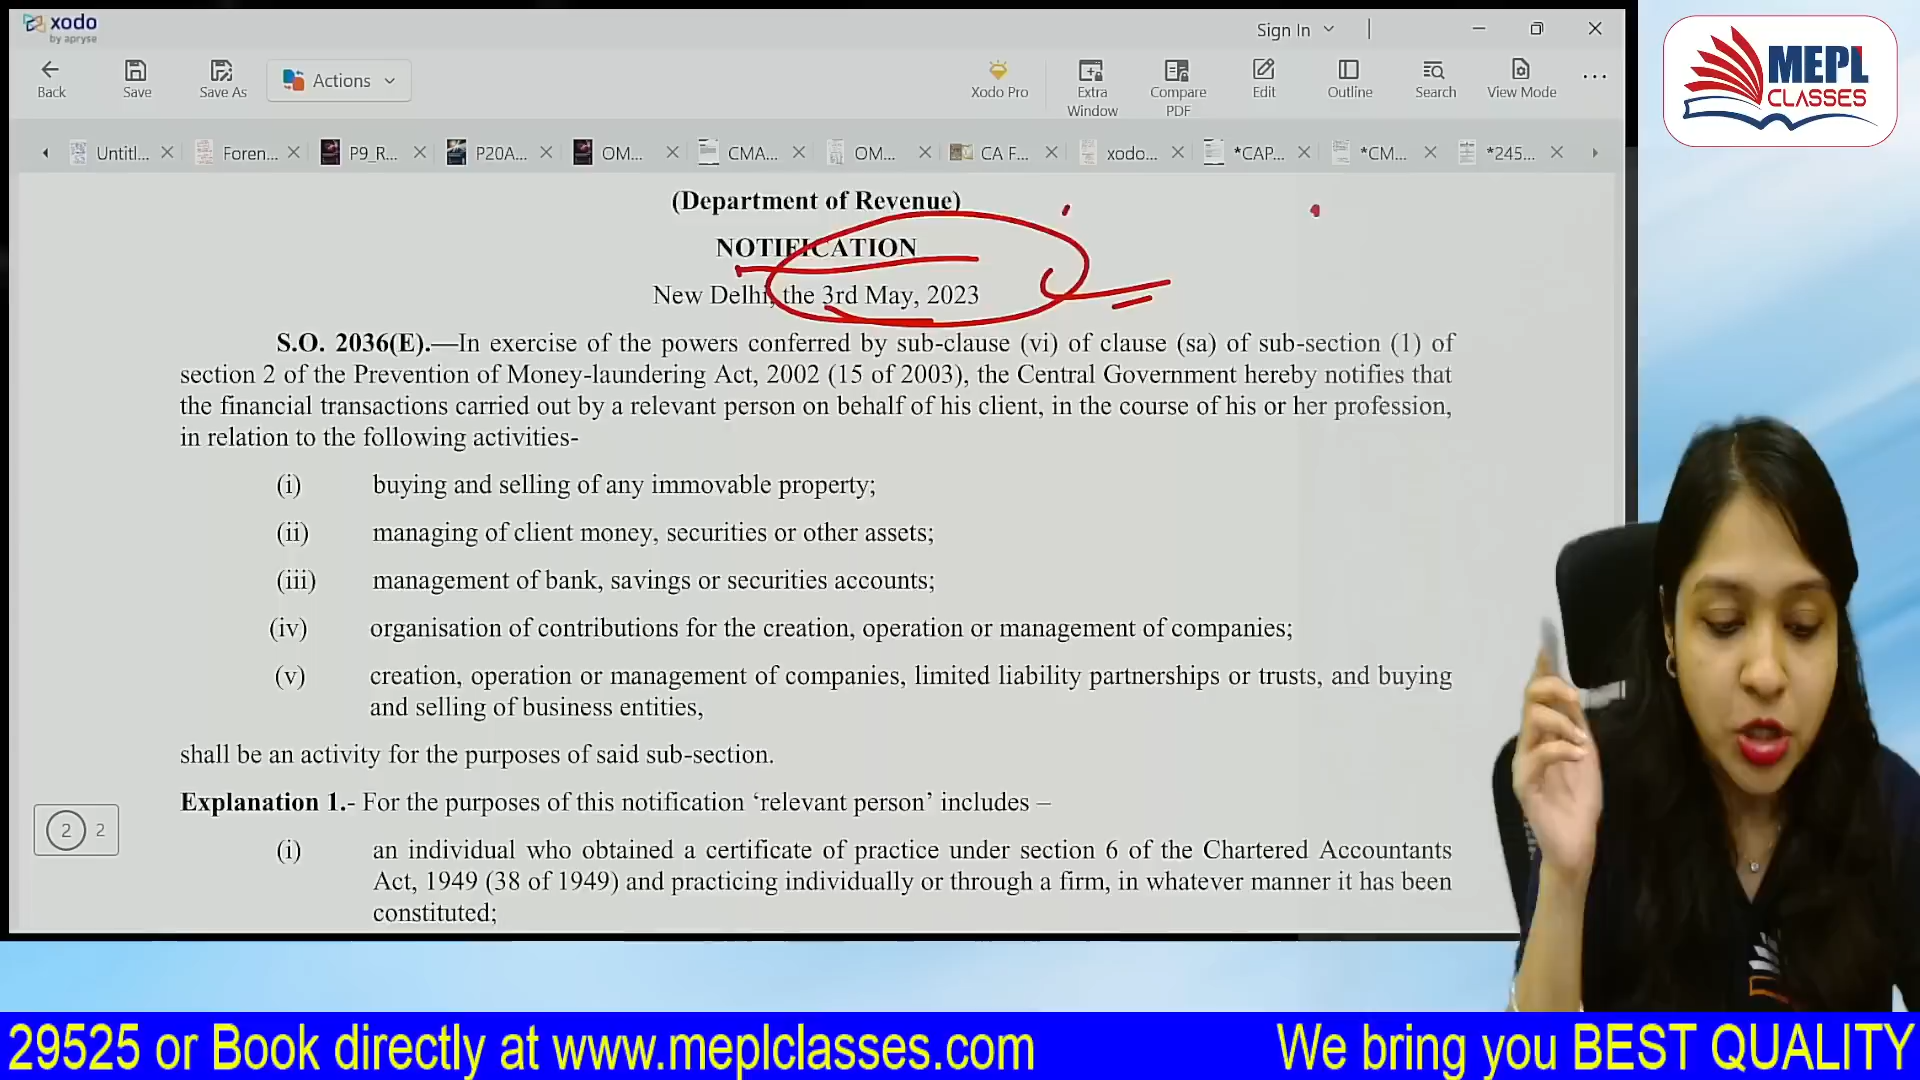 xodo
by apryse
Sign In
Back
Save
Save As
Actions
Xodo Pro
Extra Window
Compare PDF
Edit
Outline
Search
View Mode
Untitl...
Foren...
P9_R...
P20A...
OM...
CMA...
OM...
CA F...
xodo...
*CAP...
*CM...
*245...
(Department of Revenue)
NOTIFICATION
New Delhi, the 3rd May, 2023
S.O. 2036(E).—In exercise of the powers conferred by sub-clause (vi) of clause (sa) of sub-section (1) of
section 2 of the Prevention of Money-laundering Act, 2002 (15 of 2003), the Central Government hereby notifies that
the financial transactions carried out by a relevant person on behalf of his client, in the course of his or her profession,
in relation to the following activities-
(i) buying and selling of any immovable property;
(ii) managing of client money, securities or other assets;
(iii) management of bank, savings or securities accounts;
(iv) organisation of contributions for the creation, operation or management of companies;
(v) creation, operation or management of companies, limited liability partnerships or trusts, and buying
and selling of business entities,
shall be an activity for the purposes of said sub-section.
Explanation 1.- For the purposes of this notification ‘relevant person’ includes –
(i) an individual who obtained a certificate of practice under section 6 of the Chartered Accountants
Act, 1949 (38 of 1949) and practicing individually or through a firm, in whatever manner it has been
constituted;
2 2
MEPL
CLASSES
29525 or Book directly at www.meplclasses.com We bring you BEST QUALITY